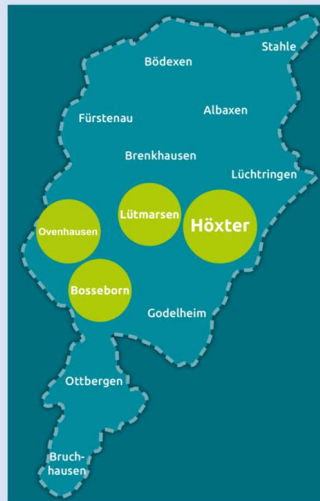 Stahle
Bödexen
Albaxen
Fürstenau
Brenkhausen
Lüchtringen
Lütmarsen
Höxter
Ovenhausen
Bosseborn
Godelheim
Ottbergen
Bruch-
hausen